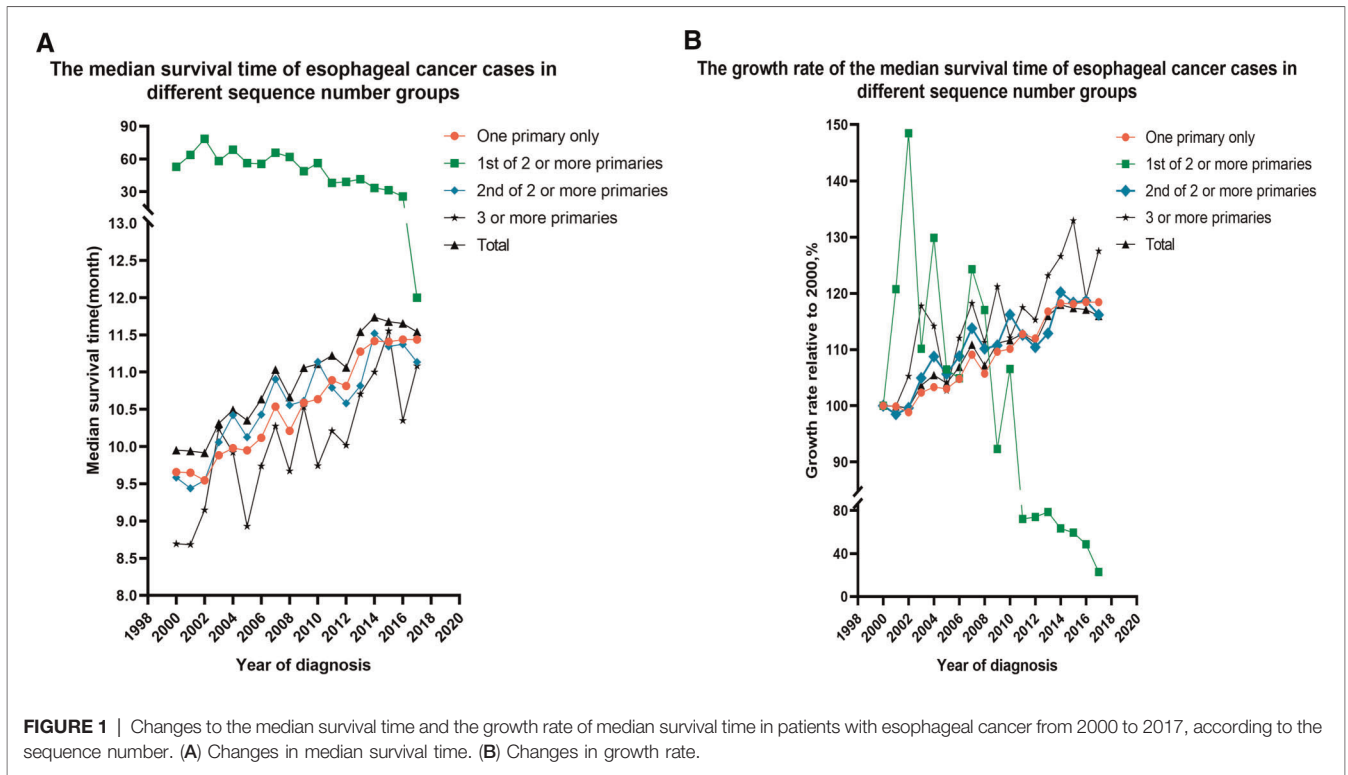 A
The median survival time of esophageal cancer cases in
different sequence number groups
90
60
30
13.0
12.5
12.0
11.5
11.0
10.5
10.0
9.5
9.0
8.5
8.0
Median survival time(month)
1998
2000
2002
2004
2006
2008
2010
2012
2014
2016
2018
2020
Year of diagnosis
One primary only
1st of 2 or more primaries
2nd of 2 or more primaries
3 or more primaries
Total
B
The growth rate of the median survival time of esophageal cancer cases in
different sequence number groups
150
140
130
120
110
100
90
80
40
0
Growth rate relative to 2000,%
1998
2000
2002
2004
2006
2008
2010
2012
2014
2016
2018
2020
Year of diagnosis
One primary only
1st of 2 or more primaries
2nd of 2 or more primaries
3 or more primaries
Total
FIGURE 1 | Changes to the median survival time and the growth rate of median survival time in patients with esophageal cancer from 2000 to 2017, according to the
sequence number. (A) Changes in median survival time. (B) Changes in growth rate.